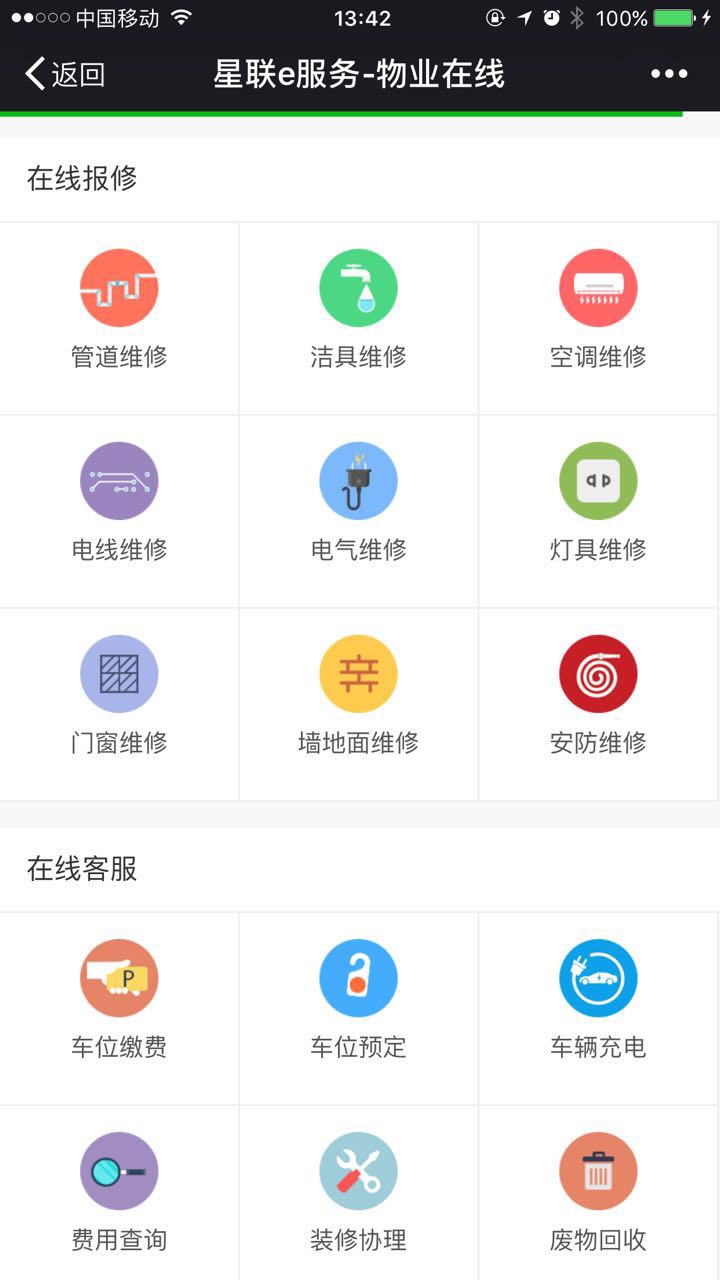 中国移动 13:42 100%
返回 星联e服务-物业在线
在线报修
管道维修 洁具维修 空调维修
电线维修 电气维修 灯具维修
门窗维修 墙地面维修 安防维修
在线客服
P
车位缴费 车位预定 车辆充电
费用查询 装修协理 废物回收